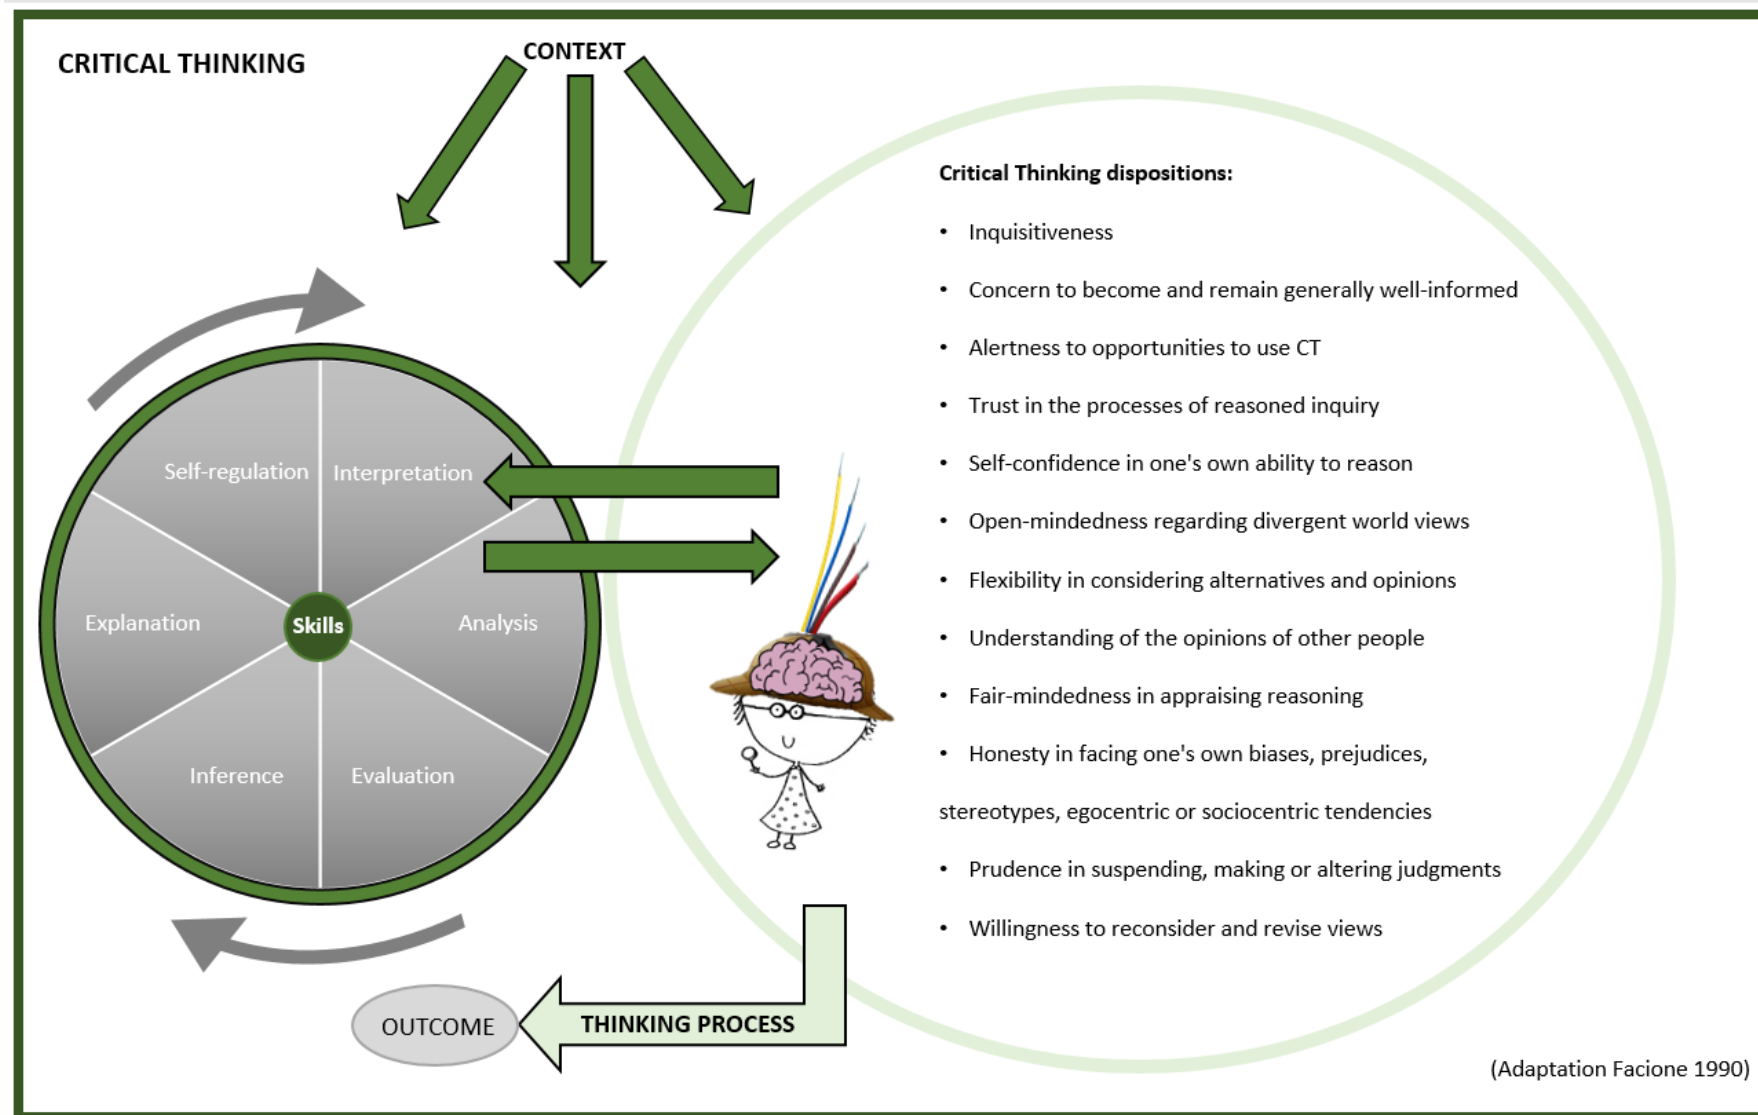 CRITICAL THINKING
CONTEXT
Critical Thinking dispositions:
• Inquisitiveness
• Concern to become and remain generally well-informed
• Alertness to opportunities to use CT
• Trust in the processes of reasoned inquiry
• Self-confidence in one's own ability to reason
• Open-mindedness regarding divergent world views
• Flexibility in considering alternatives and opinions
• Understanding of the opinions of other people
• Fair-mindedness in appraising reasoning
• Honesty in facing one's own biases, prejudices,
stereotypes, egocentric or sociocentric tendencies
• Prudence in suspending, making or altering judgments
• Willingness to reconsider and revise views
Self-regulation
Interpretation
Explanation
Skills
Analysis
Inference
Evaluation
OUTCOME
THINKING PROCESS
(Adaptation Facione 1990)